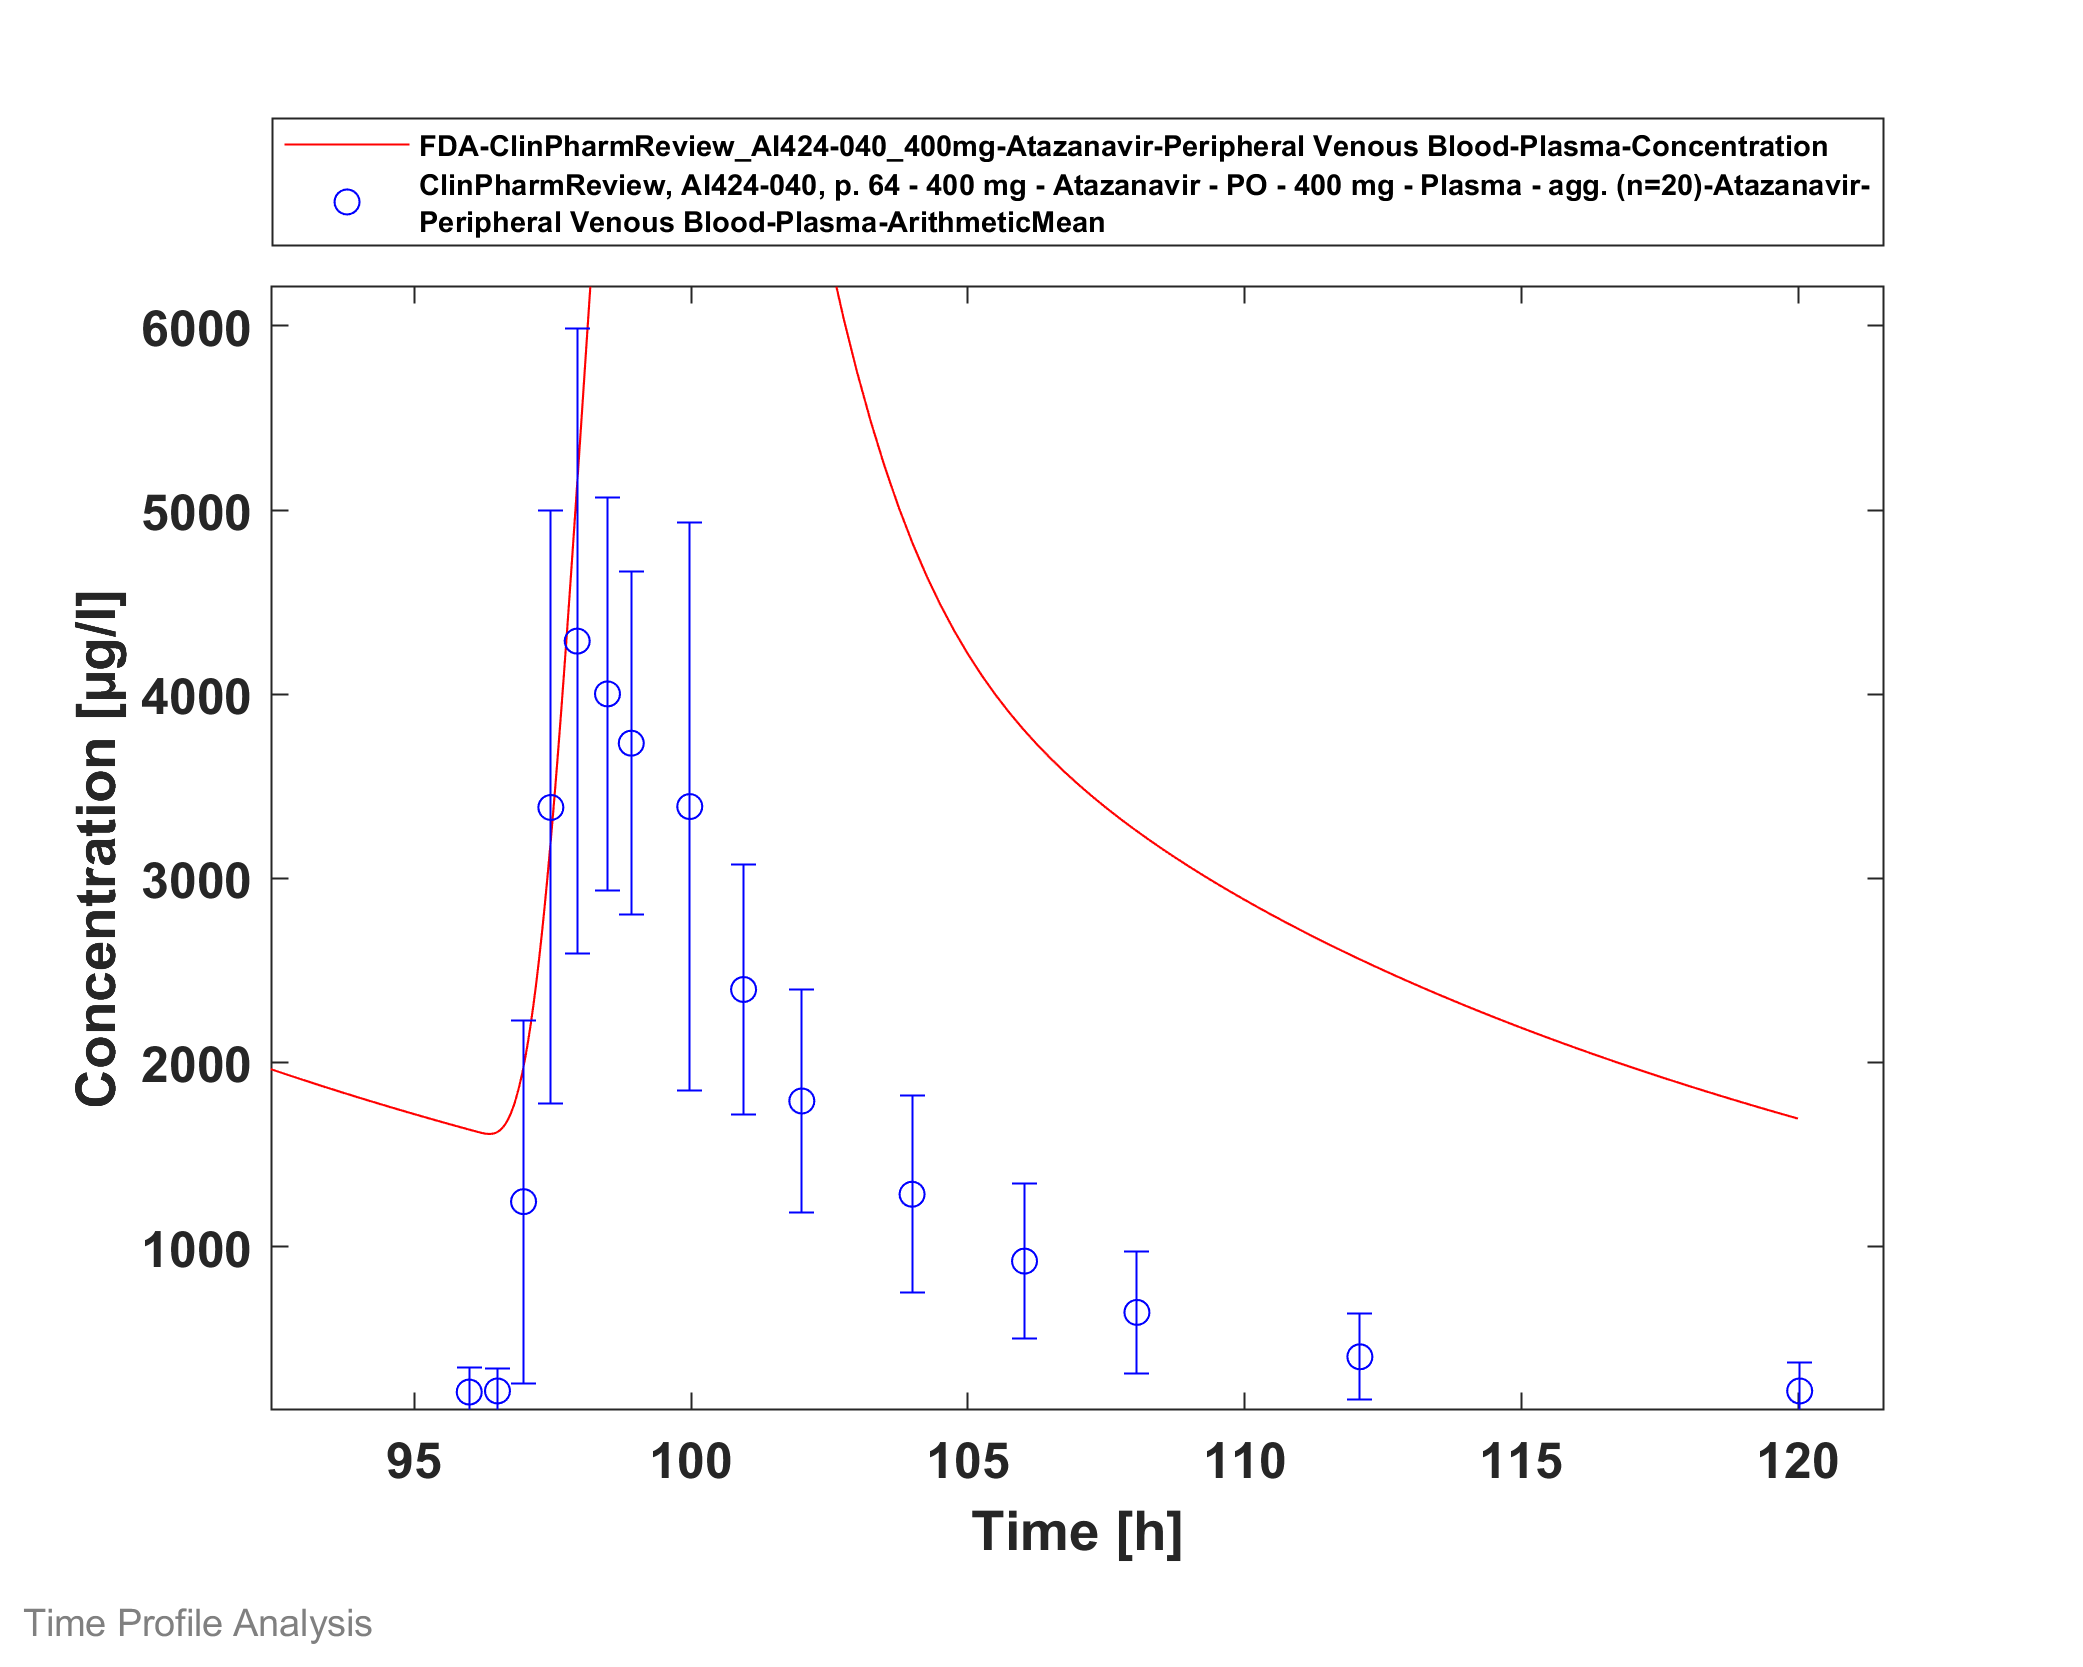 FDA-ClinPharmReview_AI424-040_400mg-Atazanavir-Peripheral Venous Blood-Plasma-Concentration
ClinPharmReview, AI424-040, p. 64 - 400 mg - Atazanavir - PO - 400 mg - Plasma - agg. (n=20)-Atazanavir-
Peripheral Venous Blood-Plasma-ArithmeticMean
6000
5000
4000
3000
2000
1000
Concentration [µg/l]
95 100 105 110 115 120
Time [h]
Time Profile Analysis